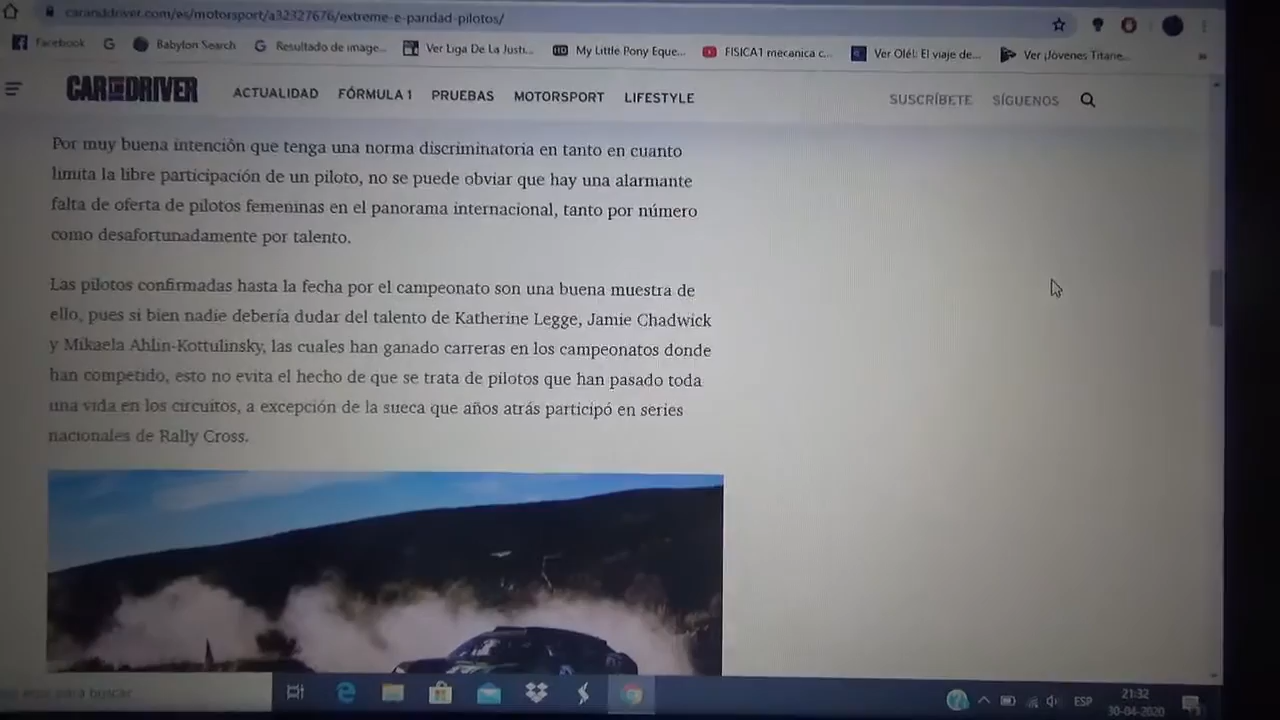 caranddriver.com/es/motorsport/a32327676/extreme-e-paridad-pilotos/
Facebook
Babylon Search
Resultado de image...
Ver Liga De La Justi...
My Little Pony Eque...
FISICA1 mecanica c...
Ver Olé!: El viaje de...
Ver ¡Jóvenes Titane...
CAR AND DRIVER
ACTUALIDAD
FÓRMULA 1
PRUEBAS
MOTORSPORT
LIFESTYLE
SUSCRÍBETE
SÍGUENOS
Por muy buena intención que tenga una norma discriminatoria en tanto en cuanto
limita la libre participación de un piloto, no se puede obviar que hay una alarmante
falta de oferta de pilotos femeninas en el panorama internacional, tanto por número
como desafortunadamente por talento.
Las pilotos confirmadas hasta la fecha por el campeonato son una buena muestra de
ello, pues si bien nadie debería dudar del talento de Katherine Legge, Jamie Chadwick
y Mikaela Ahlin-Kottulinsky, las cuales han ganado carreras en los campeonatos donde
han competido, esto no evita el hecho de que se trata de pilotos que han pasado toda
una vida en los circuitos, a excepción de la sueca que años atrás participó en series
nacionales de Rally Cross.
aquí para buscar
ESP
21:32
30-04-2020